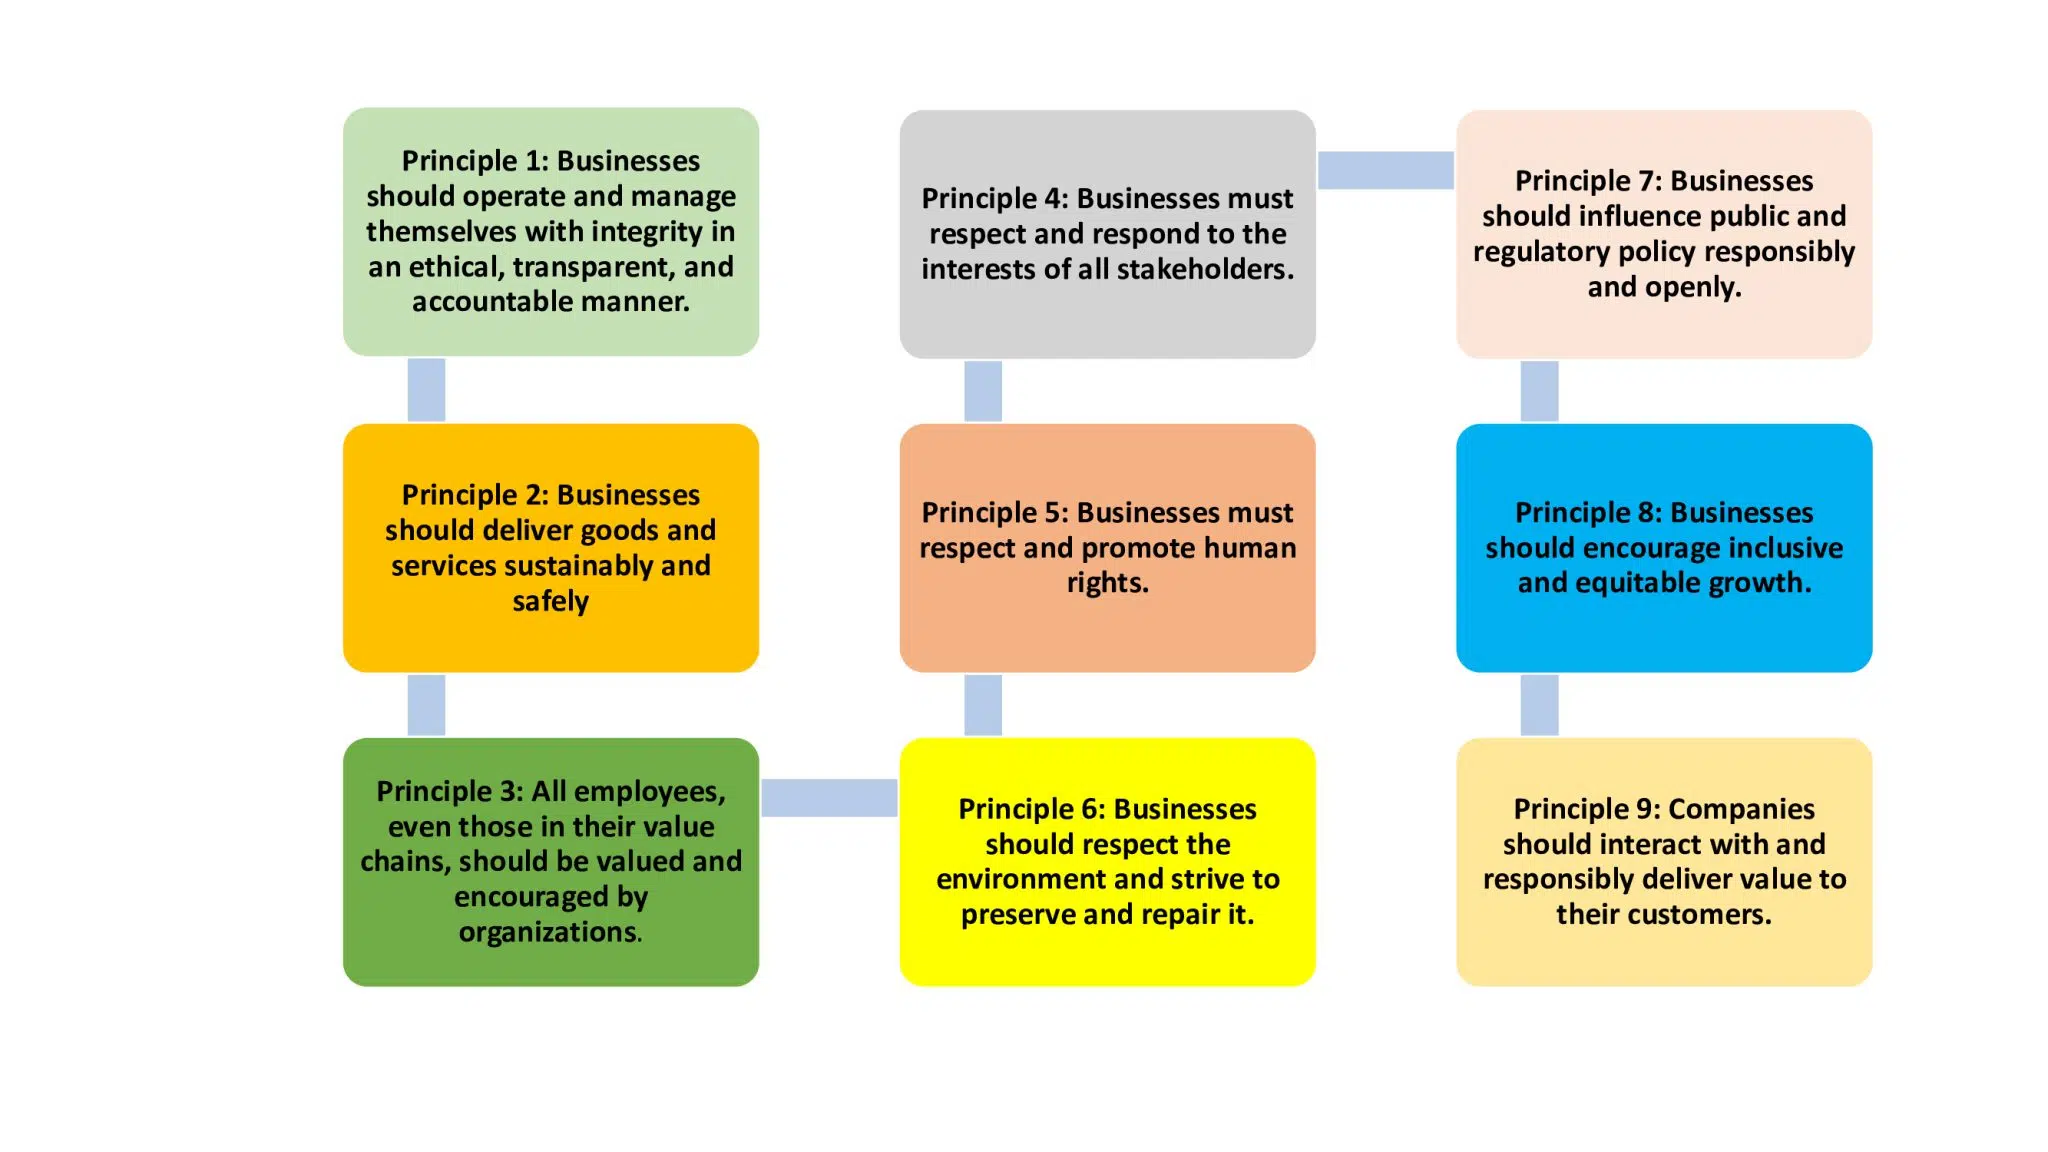 Principle 1: Businesses
should operate and manage
themselves with integrity in
an ethical, transparent, and
accountable manner.
Principle 2: Businesses
should deliver goods and
services sustainably and
safely
Principle 3: All employees,
even those in their value
chains, should be valued and
encouraged by
organizations.
Principle 4: Businesses must
respect and respond to the
interests of all stakeholders.
Principle 5: Businesses must
respect and promote human
rights.
Principle 6: Businesses
should respect the
environment and strive to
preserve and repair it.
Principle 7: Businesses
should influence public and
regulatory policy responsibly
and openly.
Principle 8: Businesses
should encourage inclusive
and equitable growth.
Principle 9: Companies
should interact with and
responsibly deliver value to
their customers.